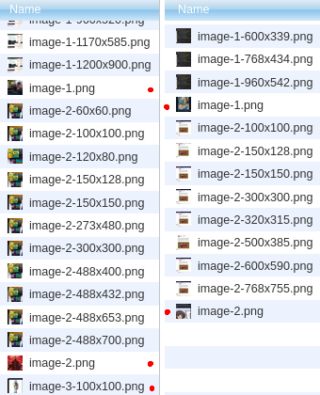 Name
image-1-1170x585.png
image-1-1200x900.png
image-1.png
image-2-60x60.png
image-2-100x100.png
image-2-120x80.png
image-2-150x128.png
image-2-150x150.png
image-2-273x480.png
image-2-300x300.png
image-2-488x400.png
image-2-488x432.png
image-2-488x653.png
image-2-488x700.png
image-2.png
image-3-100x100.png
Name
image-1-600x339.png
image-1-768x434.png
image-1-960x542.png
image-1.png
image-2-100x100.png
image-2-150x128.png
image-2-150x150.png
image-2-300x300.png
image-2-320x315.png
image-2-500x385.png
image-2-600x590.png
image-2-768x755.png
image-2.png